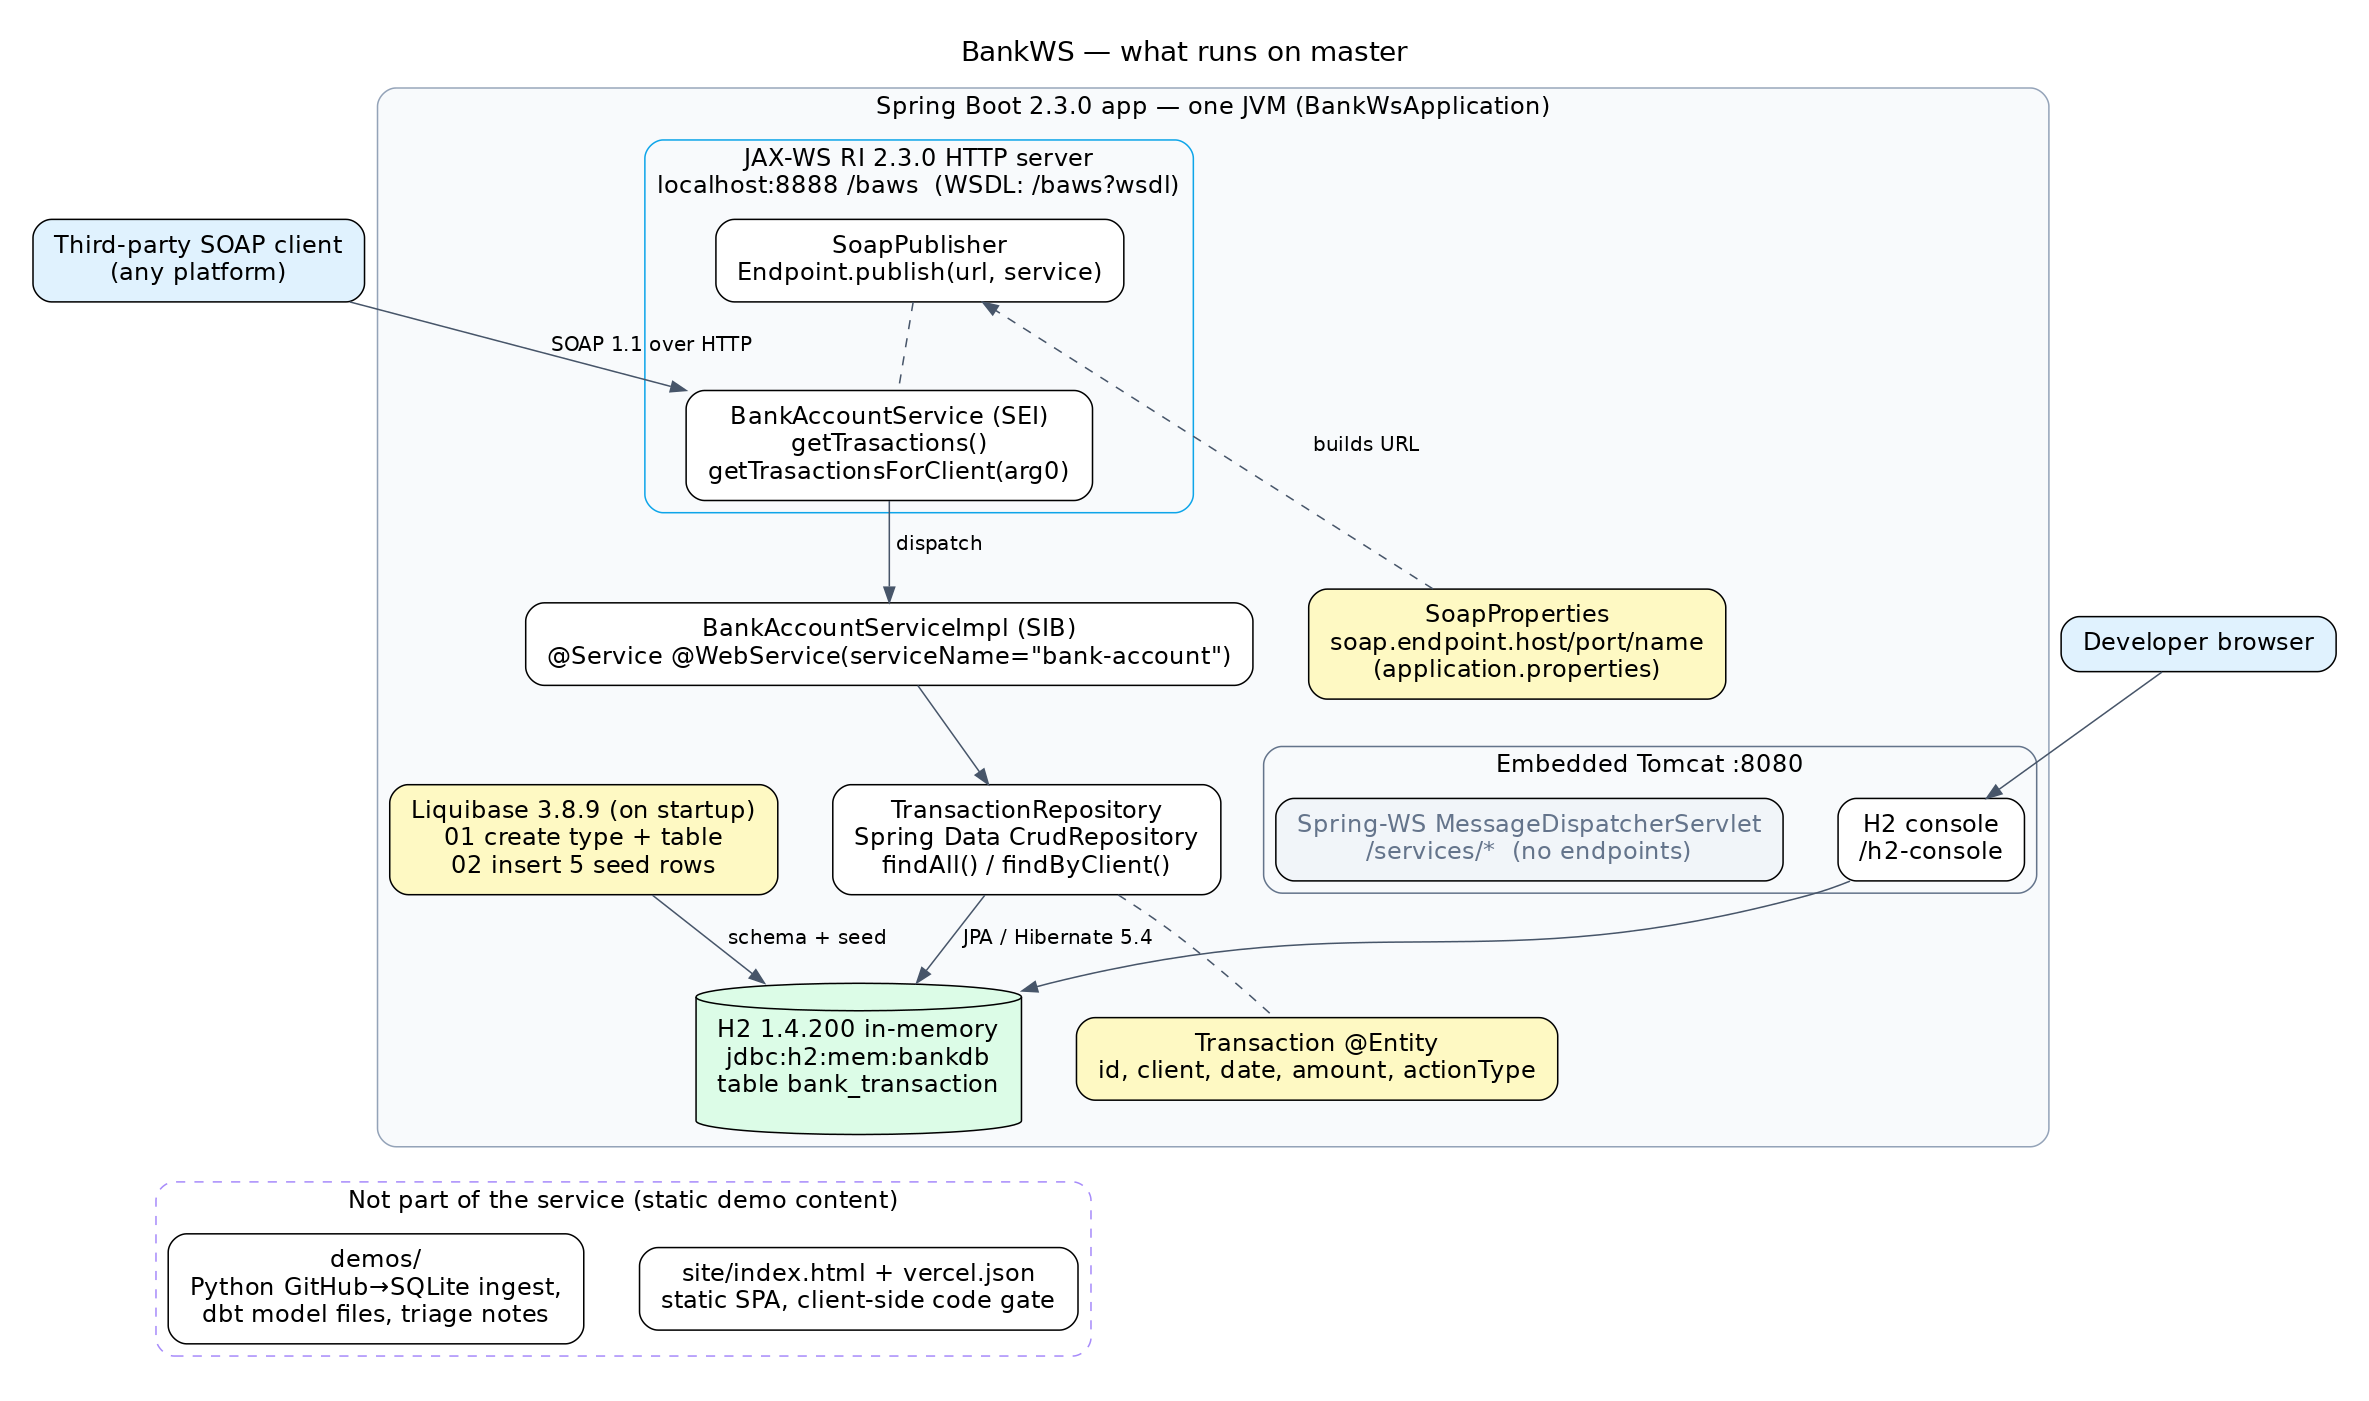 BankWS — what runs on master
Spring Boot 2.3.0 app — one JVM (BankWsApplication)
JAX-WS RI 2.3.0 HTTP server
localhost:8888 /baws  (WSDL: /baws?wsdl)
SoapPublisher
Endpoint.publish(url, service)
Third-party SOAP client
(any platform)
SOAP 1.1 over HTTP
BankAccountService (SEI)
getTrasactions()
getTrasactionsForClient(arg0)
builds URL
dispatch
BankAccountServiceImpl (SIB)
@Service @WebService(serviceName="bank-account")
SoapProperties
soap.endpoint.host/port/name
(application.properties)
Developer browser
Embedded Tomcat :8080
Spring-WS MessageDispatcherServlet
/services/*  (no endpoints)
H2 console
/h2-console
Liquibase 3.8.9 (on startup)
01 create type + table
02 insert 5 seed rows
TransactionRepository
Spring Data CrudRepository
findAll() / findByClient()
schema + seed
JPA / Hibernate 5.4
H2 1.4.200 in-memory
jdbc:h2:mem:bankdb
table bank_transaction
Transaction @Entity
id, client, date, amount, actionType
Not part of the service (static demo content)
demos/
Python GitHub→SQLite ingest,
dbt model files, triage notes
site/index.html + vercel.json
static SPA, client-side code gate